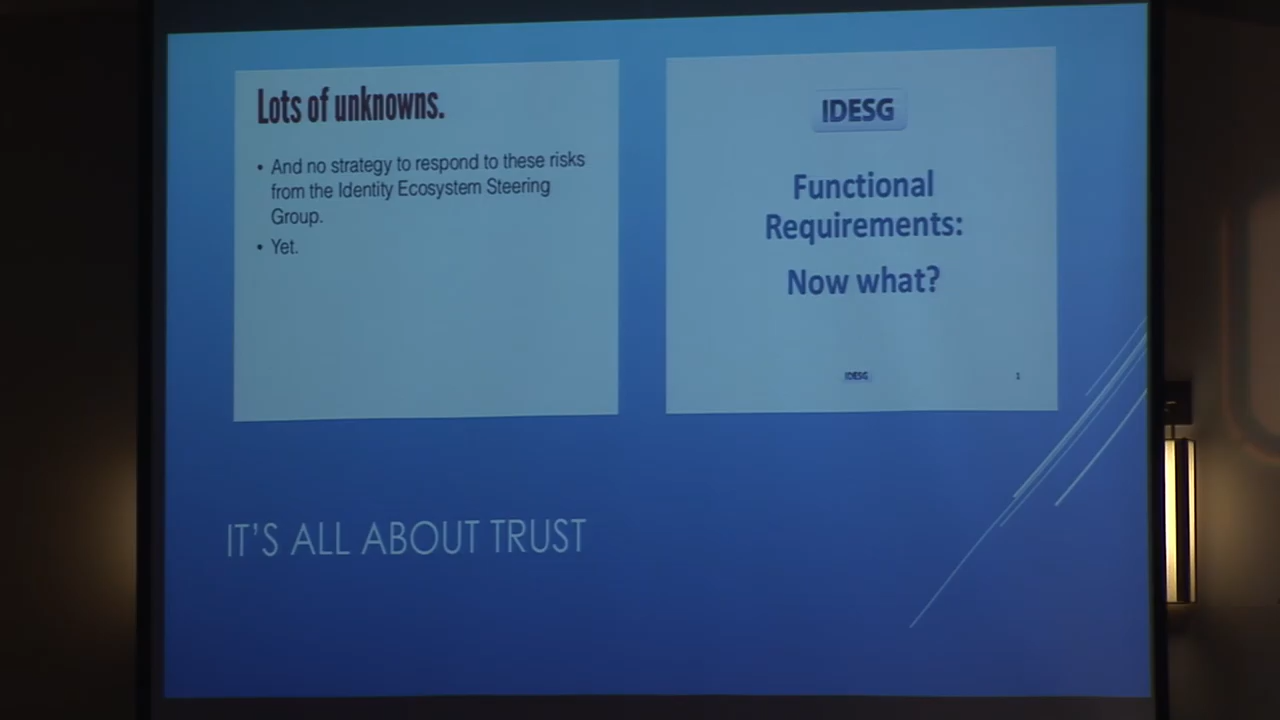 Lots of unknowns.
• And no strategy to respond to these risks
from the Identity Ecosystem Steering
Group.
• Yet.
IDESG
Functional
Requirements:
Now what?
IDESG
1
IT'S ALL ABOUT TRUST